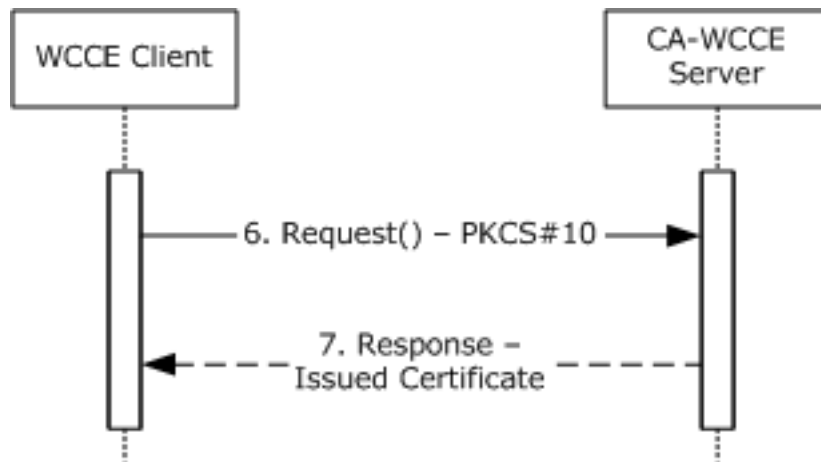 WCCE Client
CA-WCCE
Server
6. Request() – PKCS#10
7. Response –
Issued Certificate